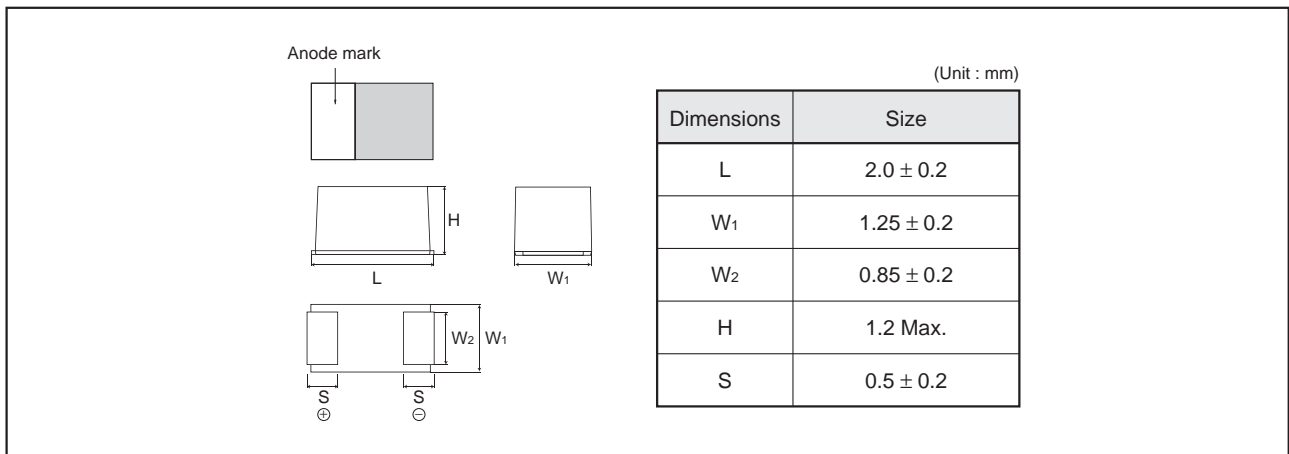 Anode mark
H
L
W1
W2 W1
S S
⊕ ⊖
(Unit : mm)
Dimensions Size
L 2.0 ± 0.2
W1 1.25 ± 0.2
W2 0.85 ± 0.2
H 1.2 Max.
S 0.5 ± 0.2